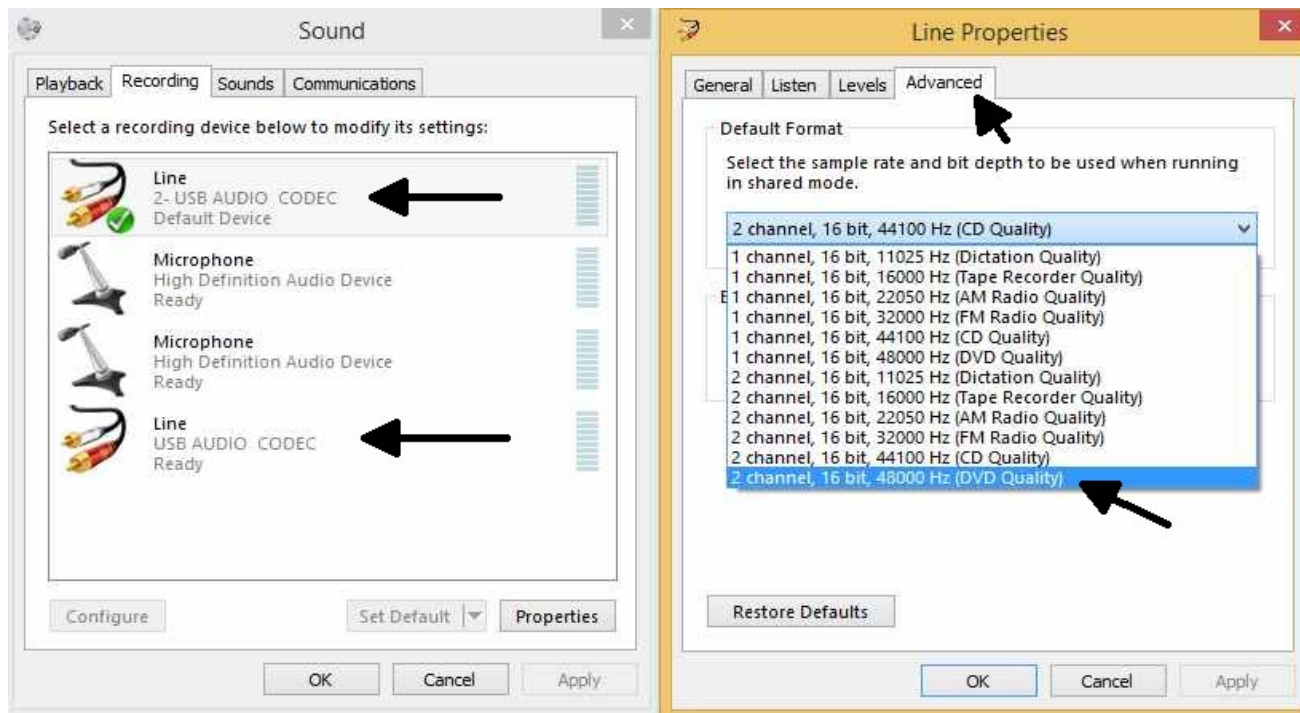 Sound
Playback Recording Sounds Communications
Select a recording device below to modify its settings:
Line
2- USB AUDIO CODEC
Default Device
Microphone
High Definition Audio Device
Ready
Microphone
High Definition Audio Device
Ready
Line
USB AUDIO CODEC
Ready
Configure Set Default Properties
OK Cancel Apply
Line Properties
General Listen Levels Advanced
Default Format
Select the sample rate and bit depth to be used when running
in shared mode.
2 channel, 16 bit, 44100 Hz (CD Quality)
1 channel, 16 bit, 11025 Hz (Dictation Quality)
1 channel, 16 bit, 16000 Hz (Tape Recorder Quality)
1 channel, 16 bit, 22050 Hz (AM Radio Quality)
1 channel, 16 bit, 32000 Hz (FM Radio Quality)
1 channel, 16 bit, 44100 Hz (CD Quality)
1 channel, 16 bit, 48000 Hz (DVD Quality)
2 channel, 16 bit, 11025 Hz (Dictation Quality)
2 channel, 16 bit, 16000 Hz (Tape Recorder Quality)
2 channel, 16 bit, 22050 Hz (AM Radio Quality)
2 channel, 16 bit, 32000 Hz (FM Radio Quality)
2 channel, 16 bit, 44100 Hz (CD Quality)
2 channel, 16 bit, 48000 Hz (DVD Quality)
Restore Defaults
OK Cancel Apply